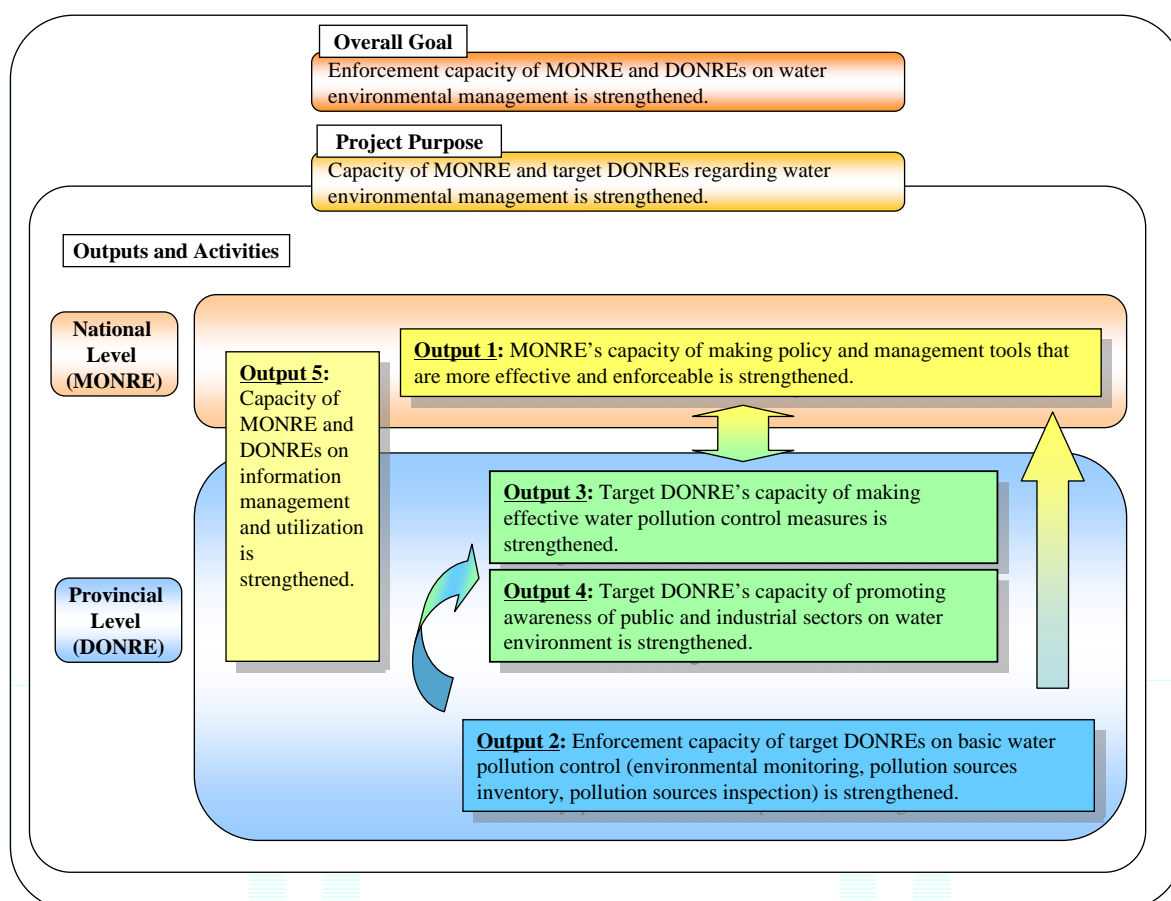 Overall Goal
Enforcement capacity of MONRE and DONREs on water
environmental management is strengthened.
Project Purpose
Capacity of MONRE and target DONREs regarding water
environmental management is strengthened.
Outputs and Activities
National
Level
(MONRE)
Output 1: MONRE’s capacity of making policy and management tools that
are more effective and enforceable is strengthened.
Output 5:
Capacity of
MONRE and
DONREs on
information
management
and utilization
is
strengthened.
Provincial
Level
(DONRE)
Output 3: Target DONRE’s capacity of making
effective water pollution control measures is
strengthened.
Output 4: Target DONRE’s capacity of promoting
awareness of public and industrial sectors on water
environment is strengthened.
Output 2: Enforcement capacity of target DONREs on basic water
pollution control (environmental monitoring, pollution sources
inventory, pollution sources inspection) is strengthened.